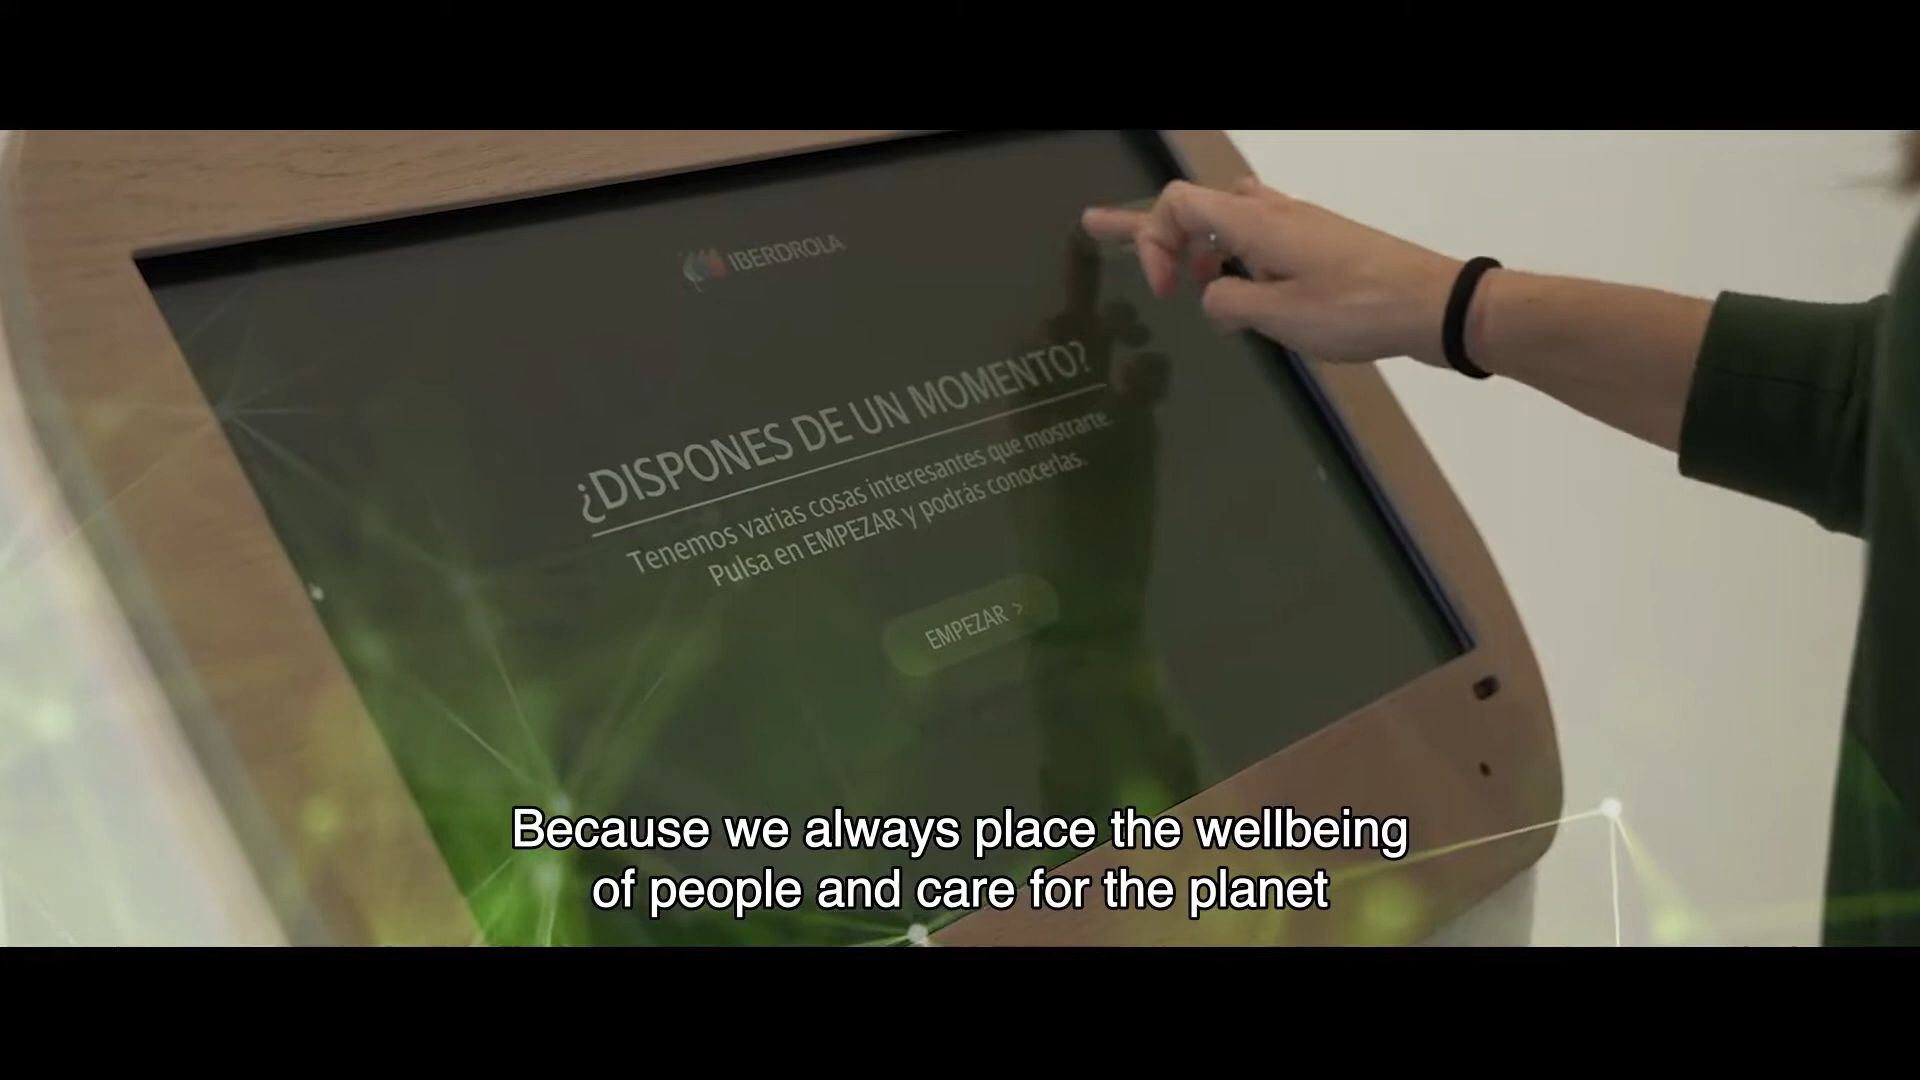 IBERDROLA
¿DISPONES DE UN MOMENTO?
Tenemos varias cosas interesantes que mostrarte.
Pulsa en EMPEZAR y podrás conocerlas.
EMPEZAR >
Because we always place the wellbeing
of people and care for the planet